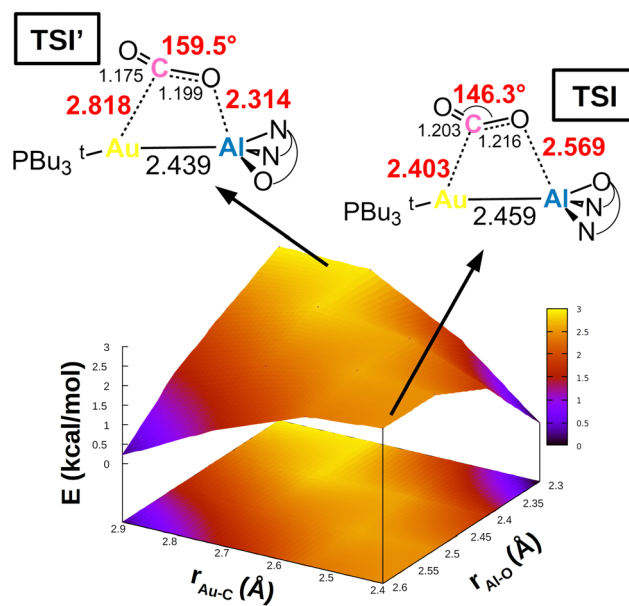 TSI'
O
159.5°
C
1.175
1.199
O
2.818
2.314
N
t
PBu3
Au
Al
N
2.439
O
TSI
O
146.3°
C
1.203
1.216
O
2.403
2.569
O
t
PBu3
Au
Al
N
2.459
N
E (kcal/mol)
3
2.5
2
1.5
1
0.5
0
3
2.5
2
1.5
1
0.5
0
2.9
2.8
2.7
2.6
2.5
2.4
rAu-C (Å)
2.6
2.55
2.5
2.45
2.4
2.35
2.3
rAl-O (Å)